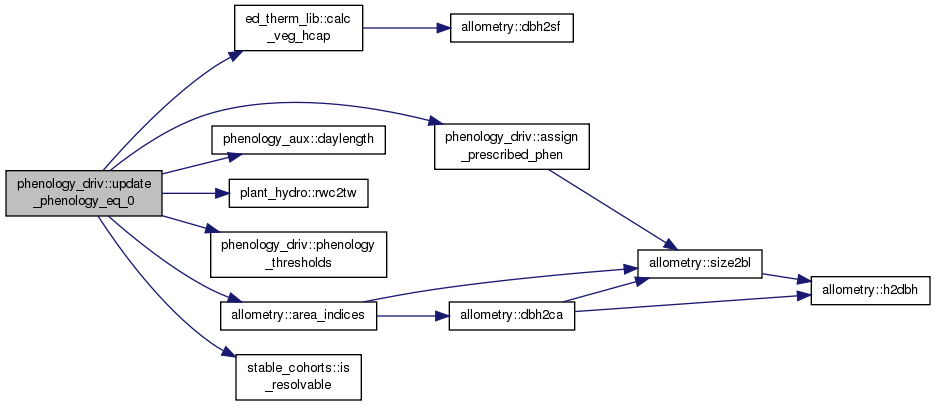 ed_therm_lib::calc
_veg_hcap
allometry::dbh2sf
phenology_aux::daylength
phenology_driv::assign
_prescribed_phen
phenology_driv::update
_phenology_eq_0
plant_hydro::rwc2tw
phenology_driv::phenology
_thresholds
allometry::size2bl
allometry::h2dbh
allometry::area_indices
allometry::dbh2ca
stable_cohorts::is
_resolvable